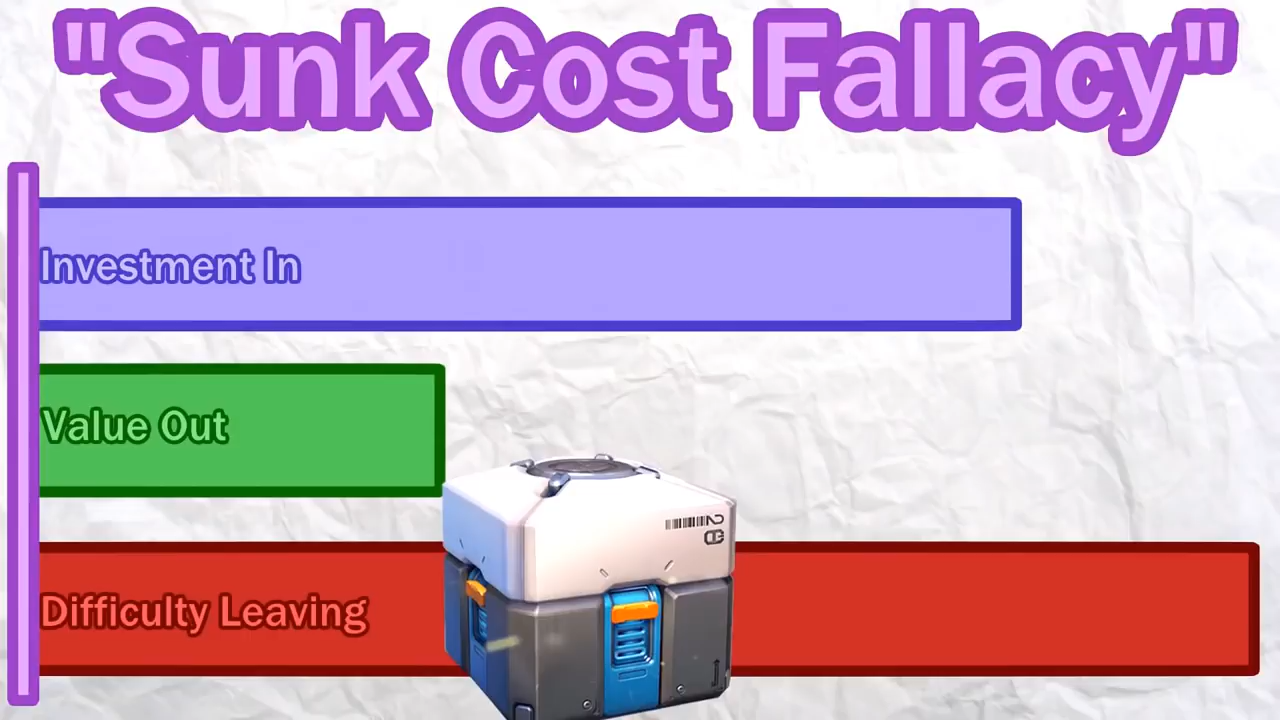 "Sunk Cost Fallacy"
Investment In
Value Out
Difficulty Leaving